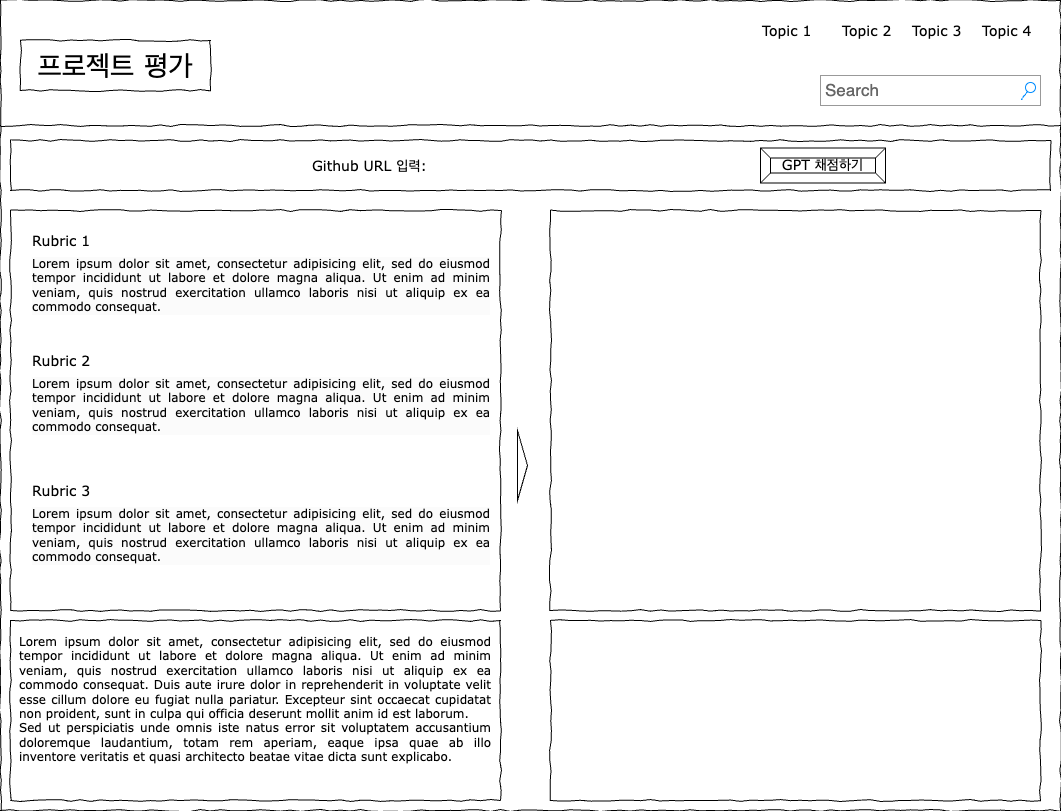 Topic 1 Topic 2 Topic 3 Topic 4
프로젝트 평가
Search
Github URL 입력:
GPT 채점하기
Rubric 1
Lorem ipsum dolor sit amet, consectetur adipisicing elit, sed do eiusmod
tempor incididunt ut labore et dolore magna aliqua. Ut enim ad minim
veniam, quis nostrud exercitation ullamco laboris nisi ut aliquip ex ea
commodo consequat.
Rubric 2
Lorem ipsum dolor sit amet, consectetur adipisicing elit, sed do eiusmod
tempor incididunt ut labore et dolore magna aliqua. Ut enim ad minim
veniam, quis nostrud exercitation ullamco laboris nisi ut aliquip ex ea
commodo consequat.
Rubric 3
Lorem ipsum dolor sit amet, consectetur adipisicing elit, sed do eiusmod
tempor incididunt ut labore et dolore magna aliqua. Ut enim ad minim
veniam, quis nostrud exercitation ullamco laboris nisi ut aliquip ex ea
commodo consequat.
Lorem ipsum dolor sit amet, consectetur adipisicing elit, sed do eiusmod
tempor incididunt ut labore et dolore magna aliqua. Ut enim ad minim
veniam, quis nostrud exercitation ullamco laboris nisi ut aliquip ex ea
commodo consequat. Duis aute irure dolor in reprehenderit in voluptate velit
esse cillum dolore eu fugiat nulla pariatur. Excepteur sint occaecat cupidatat
non proident, sunt in culpa qui officia deserunt mollit anim id est laborum.
Sed ut perspiciatis unde omnis iste natus error sit voluptatem accusantium
doloremque laudantium, totam rem aperiam, eaque ipsa quae ab illo
inventore veritatis et quasi architecto beatae vitae dicta sunt explicabo.